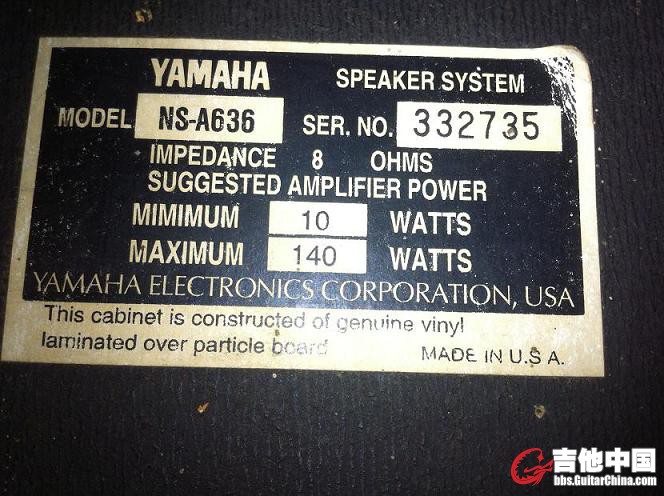 YAMAHA SPEAKER SYSTEM
MODEL NS-A636 SER. NO. 332735
IMPEDANCE 8 OHMS
SUGGESTED AMPLIFIER POWER
MIMIMUM 10 WATTS
MAXIMUM 140 WATTS
YAMAHA ELECTRONICS CORPORATION, USA
This cabinet is constructed of genuine vinyl
laminated over particle board MADE IN U.S.A.
吉他中国
bbs.GuitarChina.com